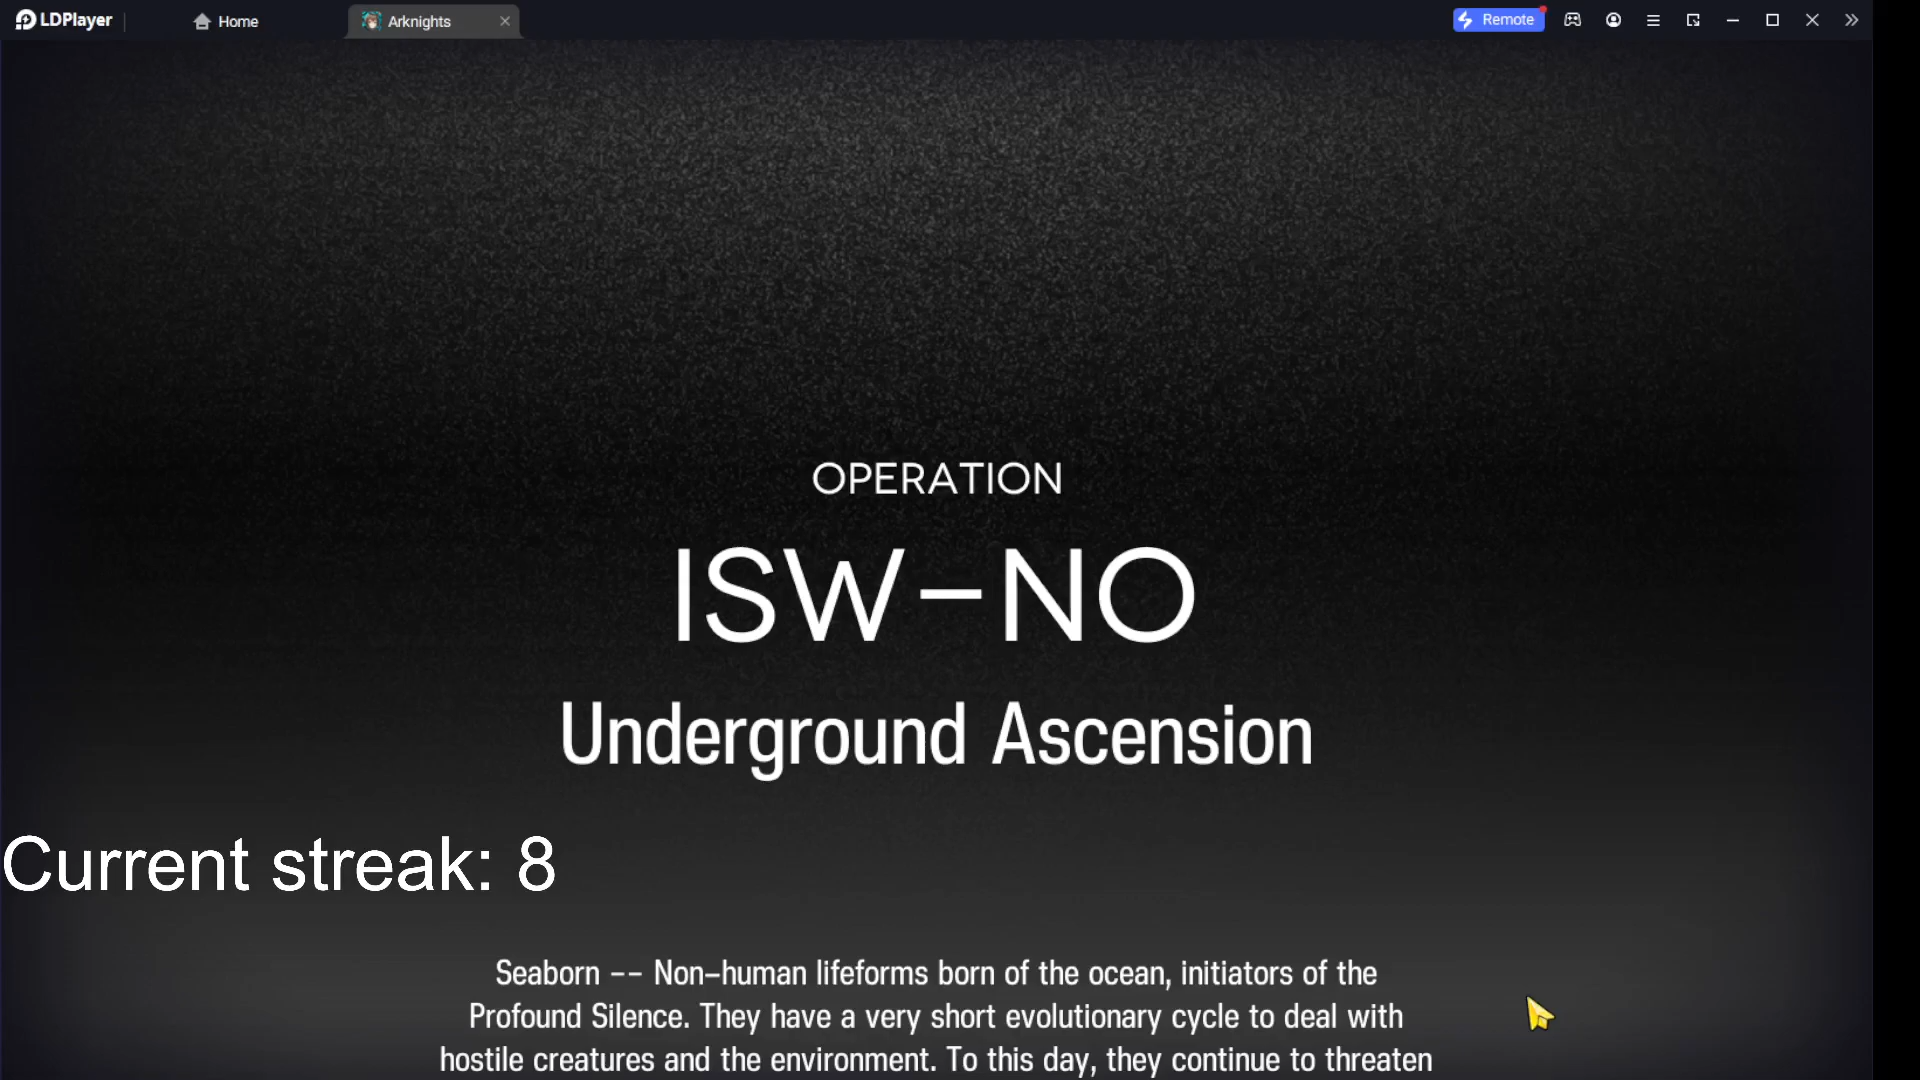 LDPlayer
Home
Arknights
Remote
OPERATION
ISW-NO
Underground Ascension
Current streak: 8
Seaborn -- Non-human lifeforms born of the ocean, initiators of the
Profound Silence. They have a very short evolutionary cycle to deal with
hostile creatures and the environment. To this day, they continue to threaten